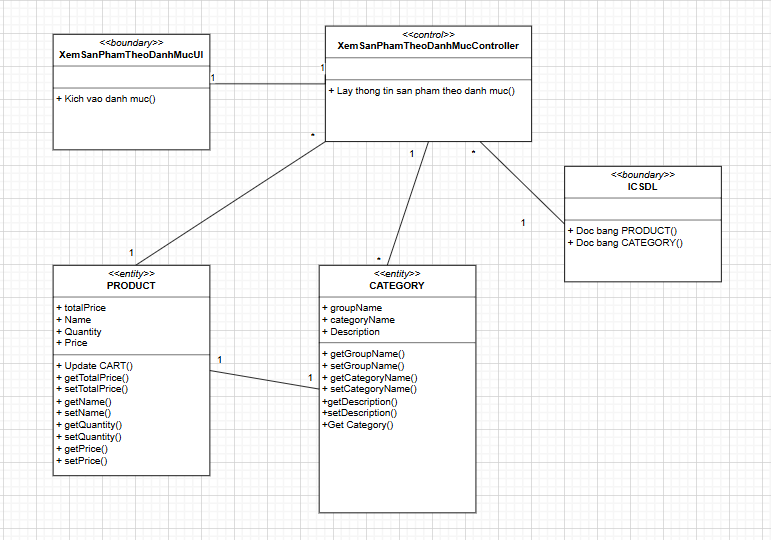 <<boundary>>
XemSanPhamTheoDanhMucUI
+ Kich vao danh muc()
1
1
<<control>>
XemSanPhamTheoDanhMucController
+ Lay thong tin san pham theo danh muc()
*
1
*
<<boundary>>
ICSDL
+ Doc bang PRODUCT()
+ Doc bang CATEGORY()
1
1
*
<<entity>>
PRODUCT
+ totalPrice
+ Name
+ Quantity
+ Price
+ Update CART()
+ getTotalPrice()
+ setTotalPrice()
+ getName()
+ setName()
+ getQuantity()
+ setQuantity()
+ getPrice()
+ setPrice()
1
1
<<entity>>
CATEGORY
+ groupName
+ categoryName
+ Description
+ getGroupName()
+ setGroupName()
+ getCategoryName()
+ setCategoryName()
+getDescription()
+setDescription()
+Get Category()